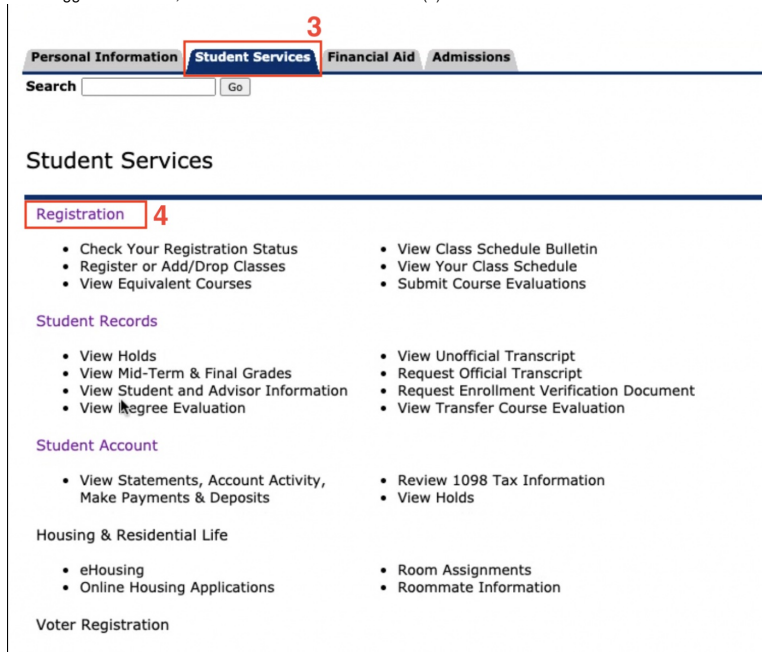 3
Personal Information Student Services Financial Aid Admissions
Search Go
Student Services
Registration 4
• Check Your Registration Status
• Register or Add/Drop Classes
• View Equivalent Courses
• View Class Schedule Bulletin
• View Your Class Schedule
• Submit Course Evaluations
Student Records
• View Holds
• View Mid-Term & Final Grades
• View Student and Advisor Information
• View Degree Evaluation
• View Unofficial Transcript
• Request Official Transcript
• Request Enrollment Verification Document
• View Transfer Course Evaluation
Student Account
• View Statements, Account Activity,
Make Payments & Deposits
• Review 1098 Tax Information
• View Holds
Housing & Residential Life
• eHousing
• Online Housing Applications
• Room Assignments
• Roommate Information
Voter Registration